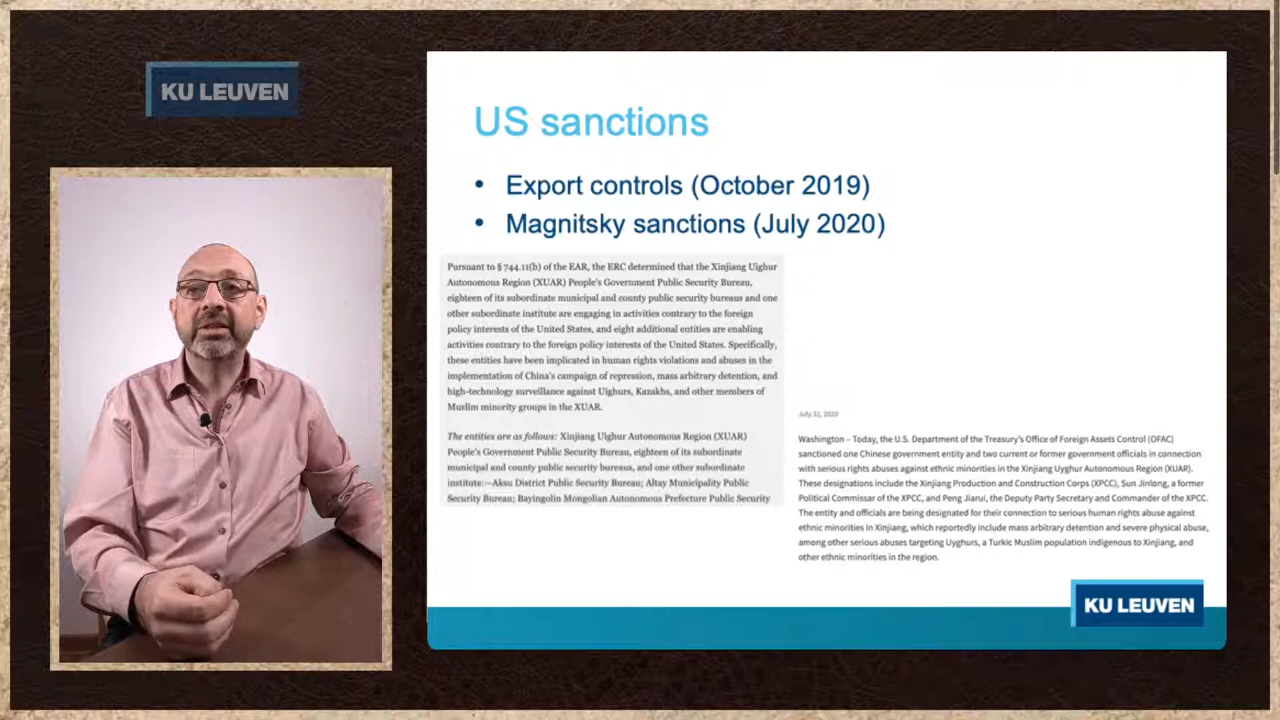 KU LEUVEN
US sanctions
• Export controls (October 2019)
• Magnitsky sanctions (July 2020)
Pursuant to § 744.11(b) of the EAR, the ERC determined that the Xinjiang Uighur
Autonomous Region (XUAR) People's Government Public Security Bureau,
eighteen of its subordinate municipal and county public security bureaus and one
other subordinate institute are engaging in activities contrary to the foreign
policy interests of the United States, and eight additional entities are enabling
activities contrary to the foreign policy interests of the United States. Specifically,
these entities have been implicated in human rights violations and abuses in the
implementation of China's campaign of repression, mass arbitrary detention, and
high-technology surveillance against Uighurs, Kazakhs, and other members of
Muslim minority groups in the XUAR.
The entities are as follows: Xinjiang Uighur Autonomous Region (XUAR)
People's Government Public Security Bureau, eighteen of its subordinate
municipal and county public security bureaus, and one other subordinate
institute:—Aksu District Public Security Bureau; Altay Municipality Public
Security Bureau; Bayingolin Mongolian Autonomous Prefecture Public Security
July 31, 2020
Washington – Today, the U.S. Department of the Treasury's Office of Foreign Assets Control (OFAC)
sanctioned one Chinese government entity and two current or former government officials in connection
with serious rights abuses against ethnic minorities in the Xinjiang Uyghur Autonomous Region (XUAR).
These designations include the Xinjiang Production and Construction Corps (XPCC), Sun Jinlong, a former
Political Commissar of the XPCC, and Peng Jiarui, the Deputy Party Secretary and Commander of the XPCC.
The entity and officials are being designated for their connection to serious human rights abuse against
ethnic minorities in Xinjiang, which reportedly include mass arbitrary detention and severe physical abuse,
among other serious abuses targeting Uyghurs, a Turkic Muslim population indigenous to Xinjiang, and
other ethnic minorities in the region.
KU LEUVEN